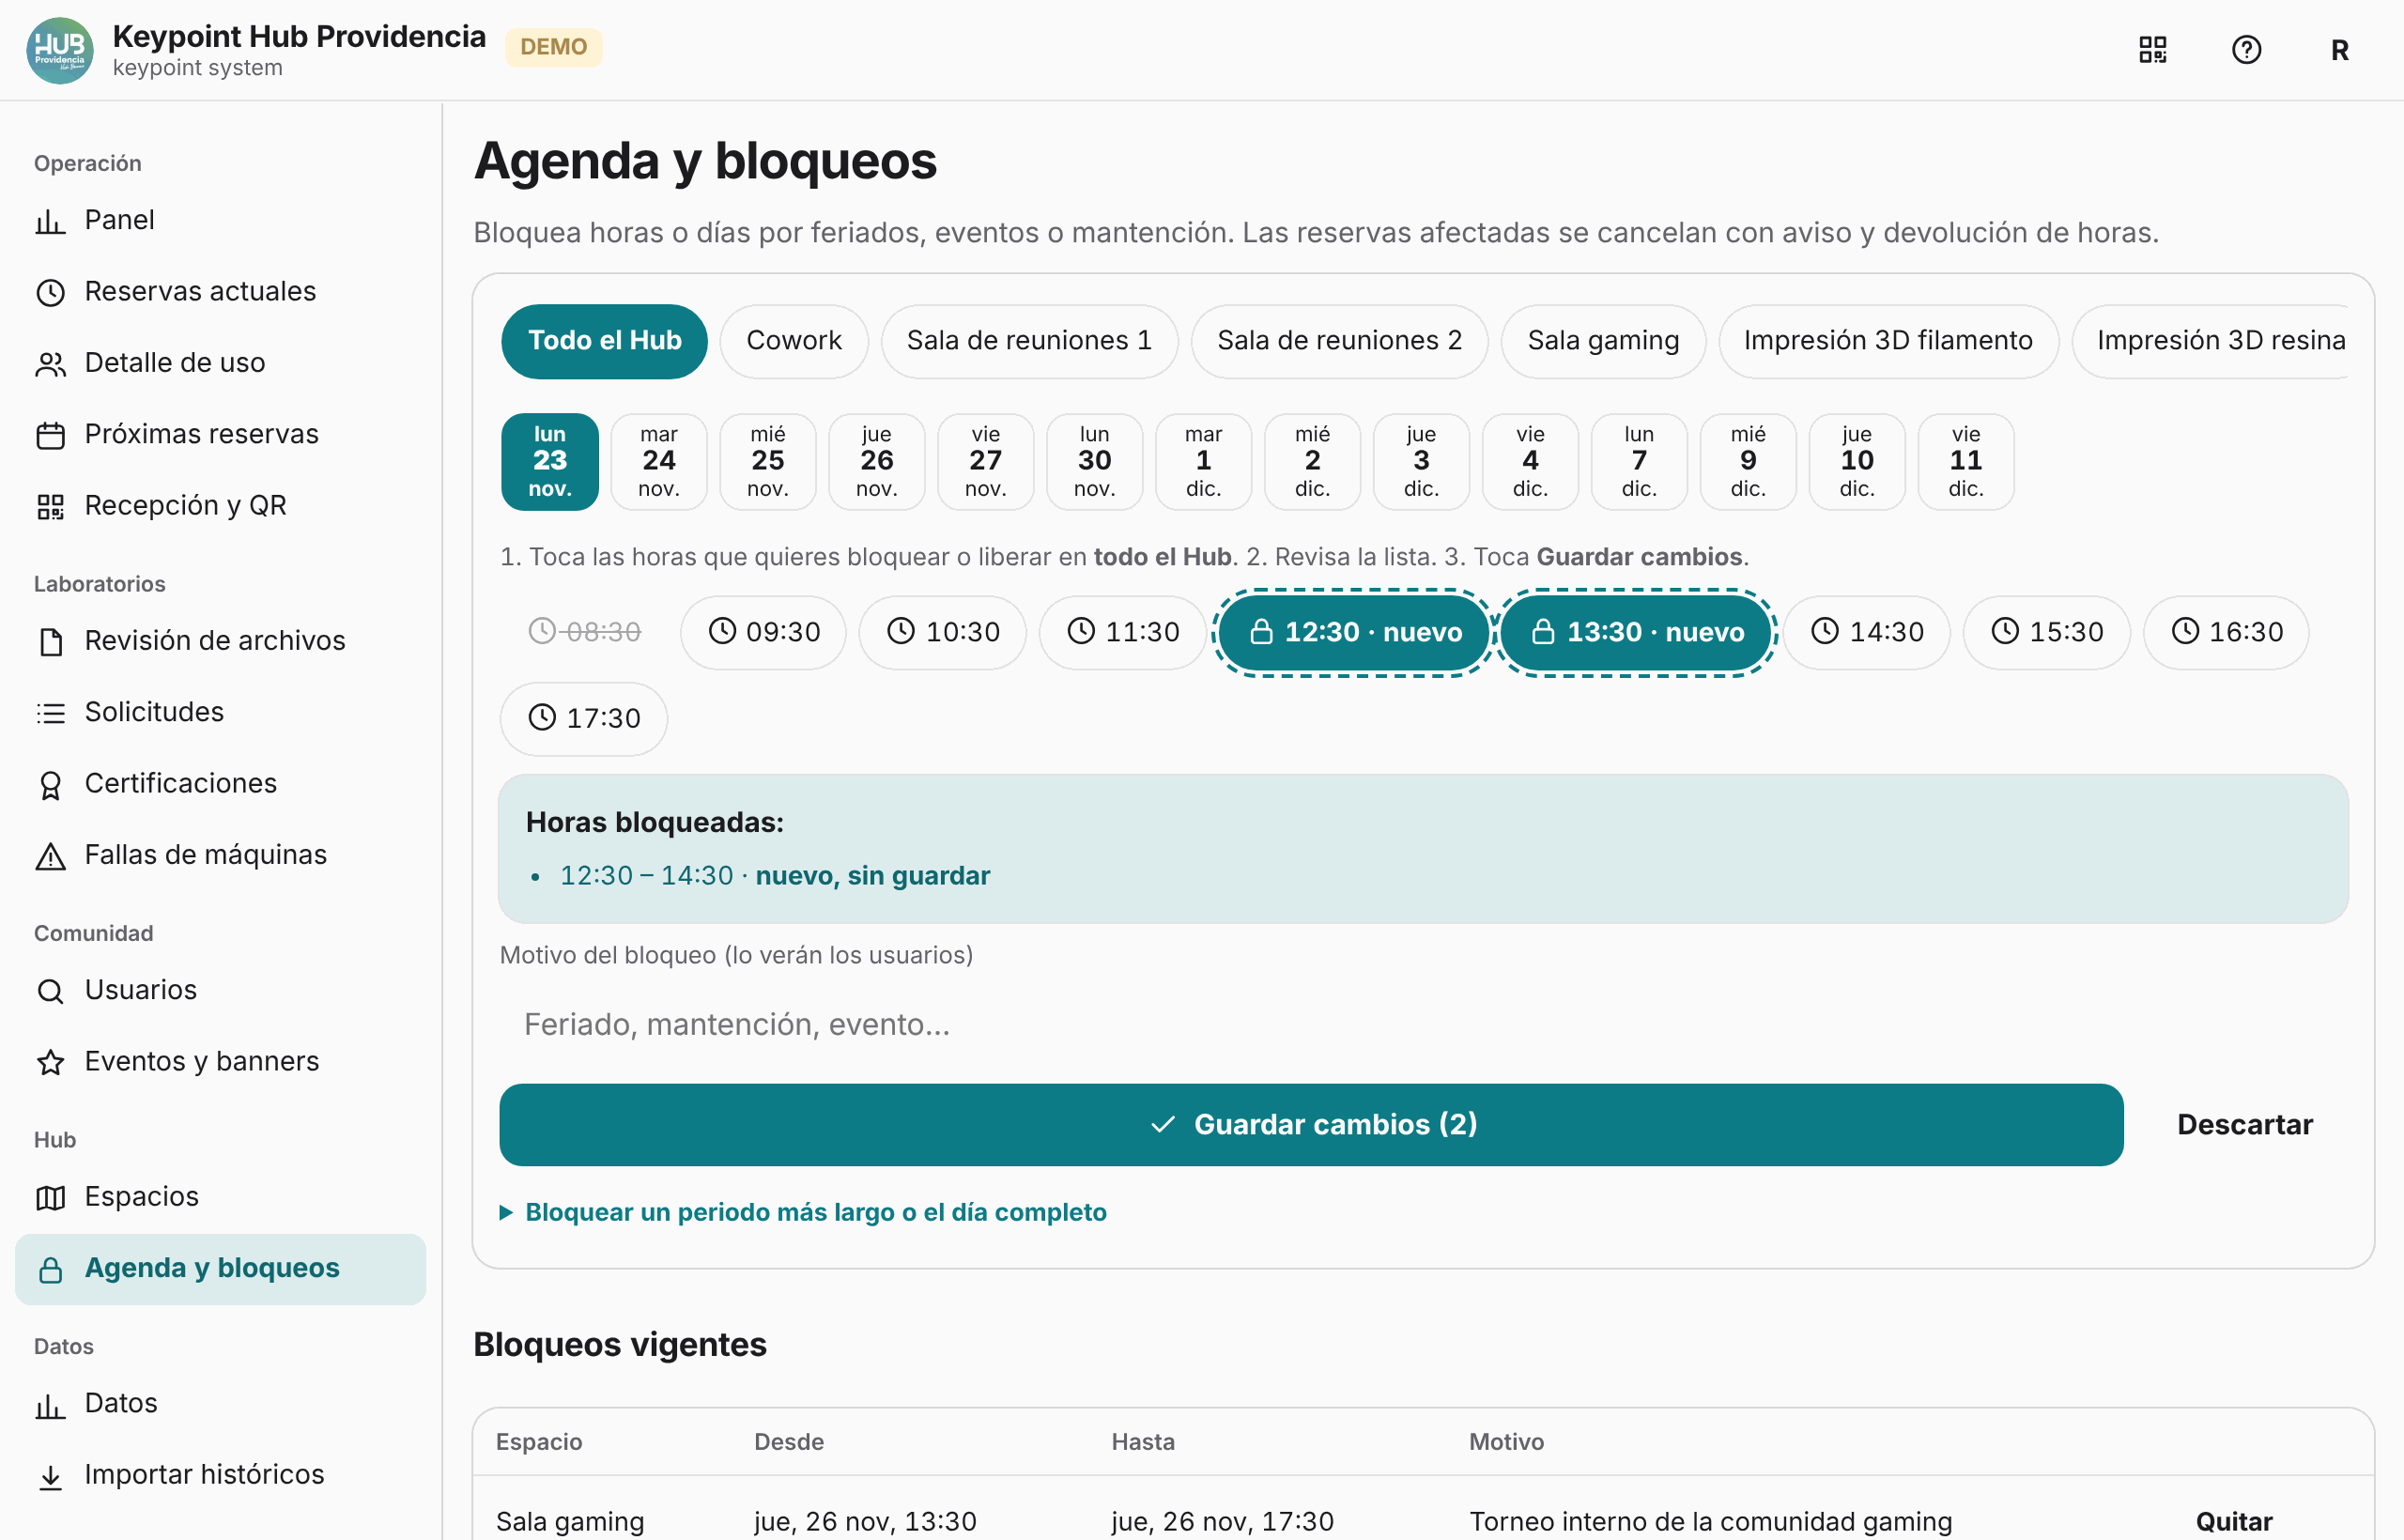 HUB
Providencia
Keypoint Hub Providencia
keypoint system
DEMO
R
Operación
Panel
Reservas actuales
Detalle de uso
Próximas reservas
Recepción y QR
Laboratorios
Revisión de archivos
Solicitudes
Certificaciones
Fallas de máquinas
Comunidad
Usuarios
Eventos y banners
Hub
Espacios
Agenda y bloqueos
Datos
Datos
Importar históricos
Agenda y bloqueos
Bloquea horas o días por feriados, eventos o mantención. Las reservas afectadas se cancelan con aviso y devolución de horas.
Todo el Hub Cowork Sala de reuniones 1 Sala de reuniones 2 Sala gaming Impresión 3D filamento Impresión 3D resina
lun 23 nov.
mar 24 nov.
mié 25 nov.
jue 26 nov.
vie 27 nov.
lun 30 nov.
mar 1 dic.
mié 2 dic.
jue 3 dic.
vie 4 dic.
lun 7 dic.
mié 9 dic.
jue 10 dic.
vie 11 dic.
1. Toca las horas que quieres bloquear o liberar en todo el Hub. 2. Revisa la lista. 3. Toca Guardar cambios.
08:30 09:30 10:30 11:30 12:30 · nuevo 13:30 · nuevo 14:30 15:30 16:30
17:30
Horas bloqueadas:
• 12:30 – 14:30 · nuevo, sin guardar
Motivo del bloqueo (lo verán los usuarios)
Feriado, mantención, evento...
Guardar cambios (2) Descartar
Bloquear un periodo más largo o el día completo
Bloqueos vigentes
Espacio Desde Hasta Motivo
Sala gaming jue, 26 nov, 13:30 jue, 26 nov, 17:30 Torneo interno de la comunidad gaming Quitar